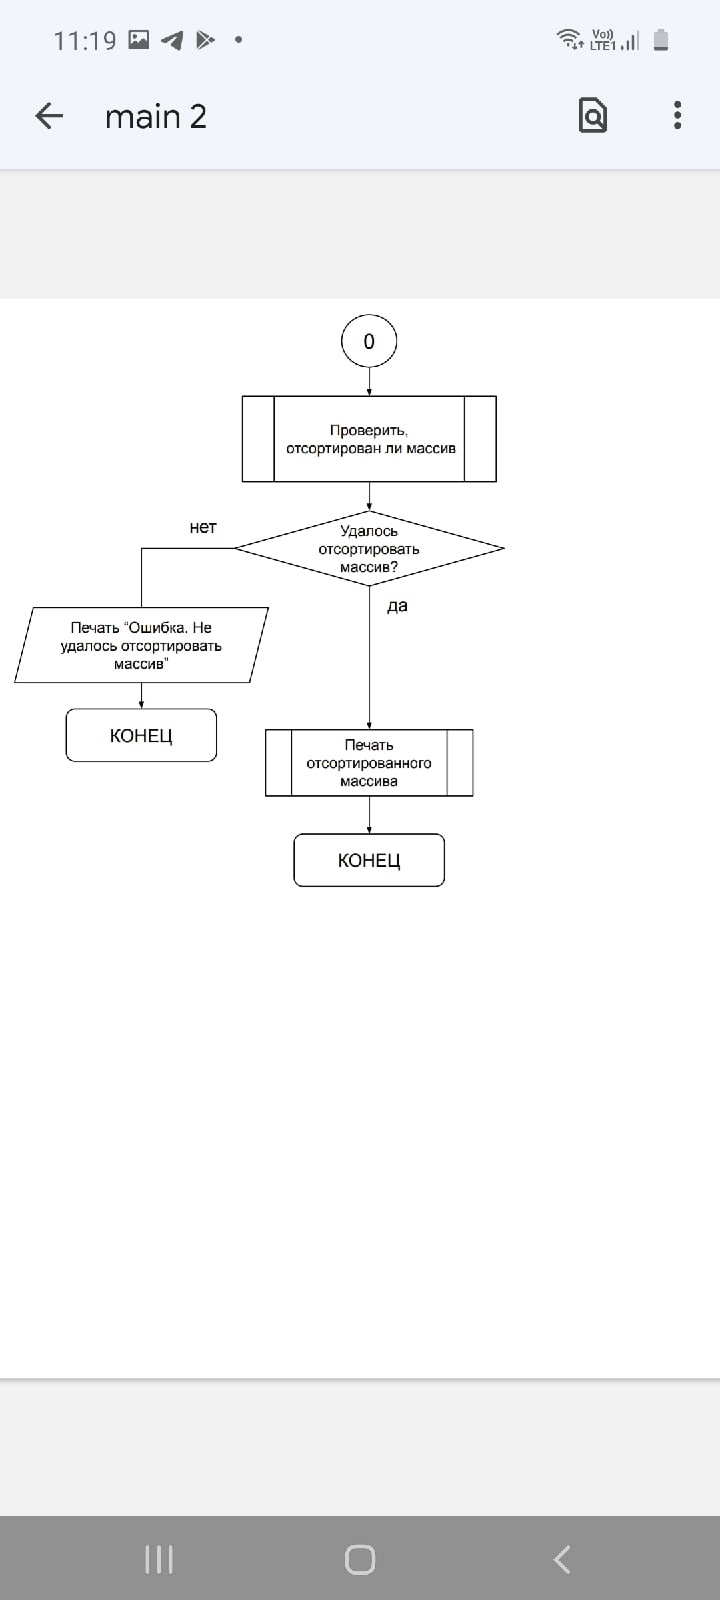 11:19
Vo))
LTE1
main 2
0
Проверить,
отсортирован ли массив
нет
Удалось
отсортировать
массив?
да
Печать “Ошибка. Не
удалось отсортировать
массив”
КОНЕЦ
Печать
отсортированного
массива
КОНЕЦ